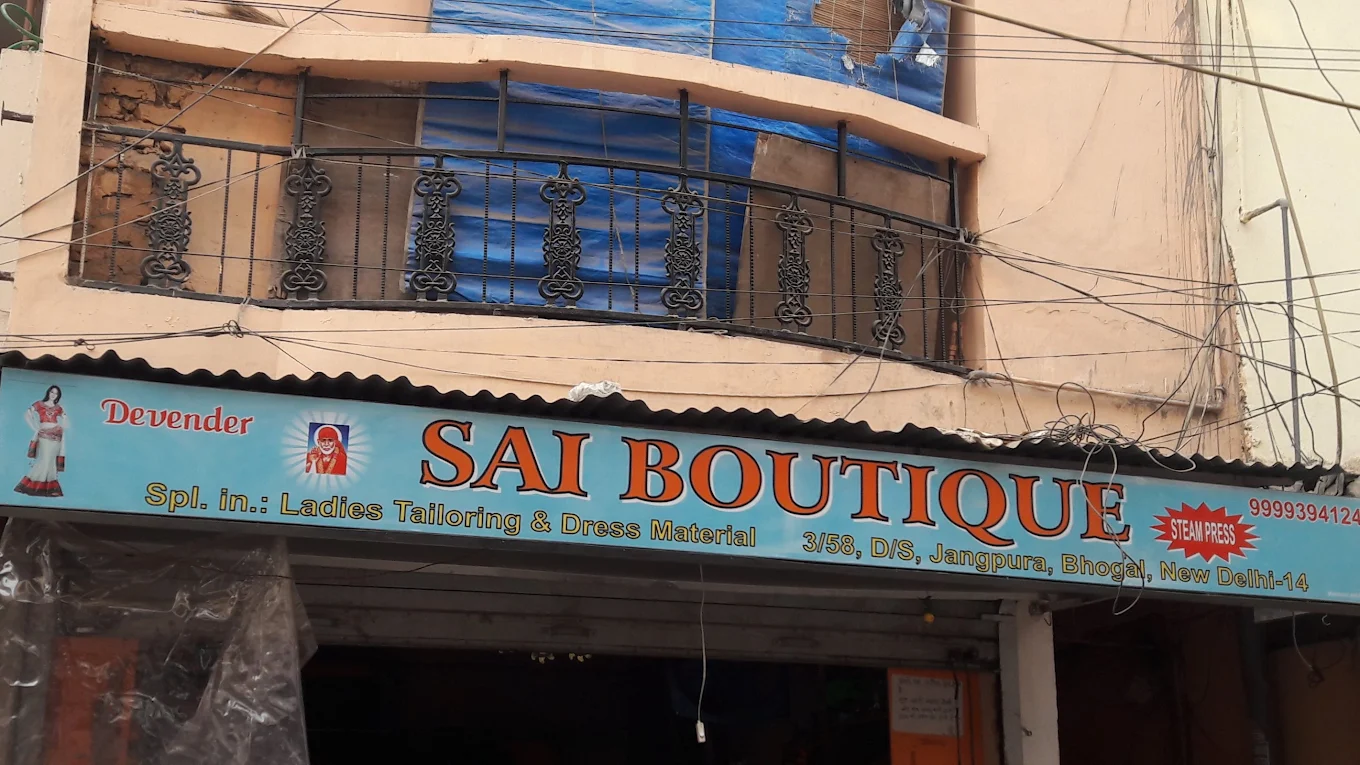 Devender
SAI BOUTIQUE
Spl. in.: Ladies Tailoring & Dress Material
3/58, D/S, Jangpura, Bhogal, New Delhi-14
STEAM PRESS
9999394124